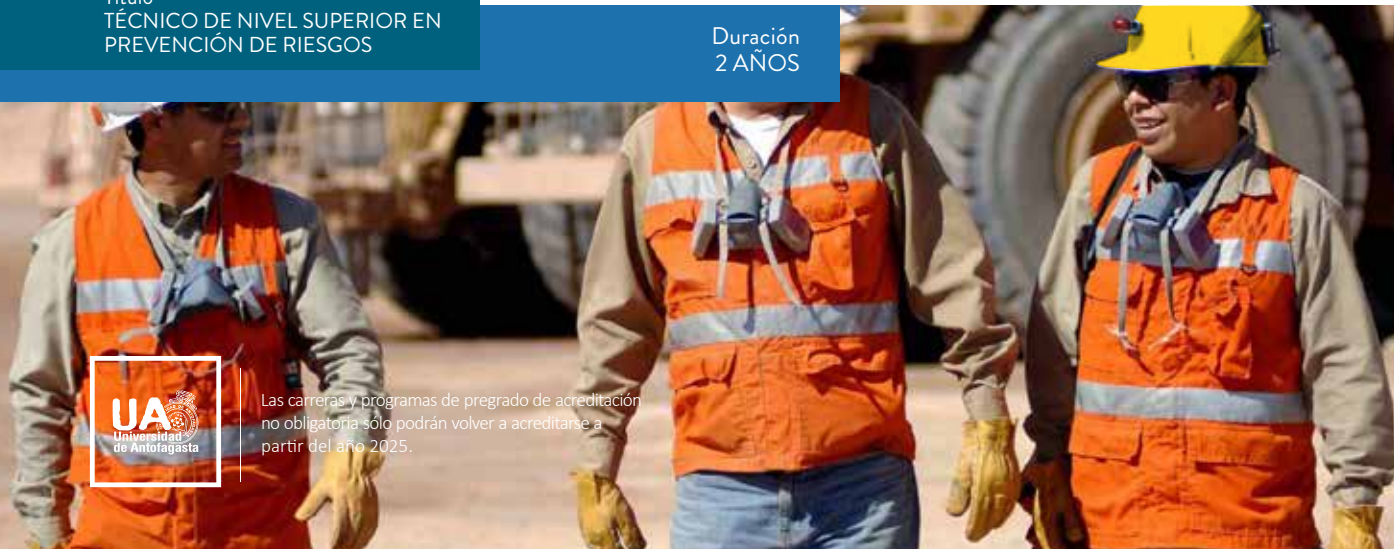 Título
TÉCNICO DE NIVEL SUPERIOR EN
PREVENCIÓN DE RIESGOS
Duración
2 AÑOS
UA
Universidad
de Antofagasta
Las carreras y programas de pregrado de acreditación
no obligatoria sólo podrán volver a acreditarse a
partir del año 2025.